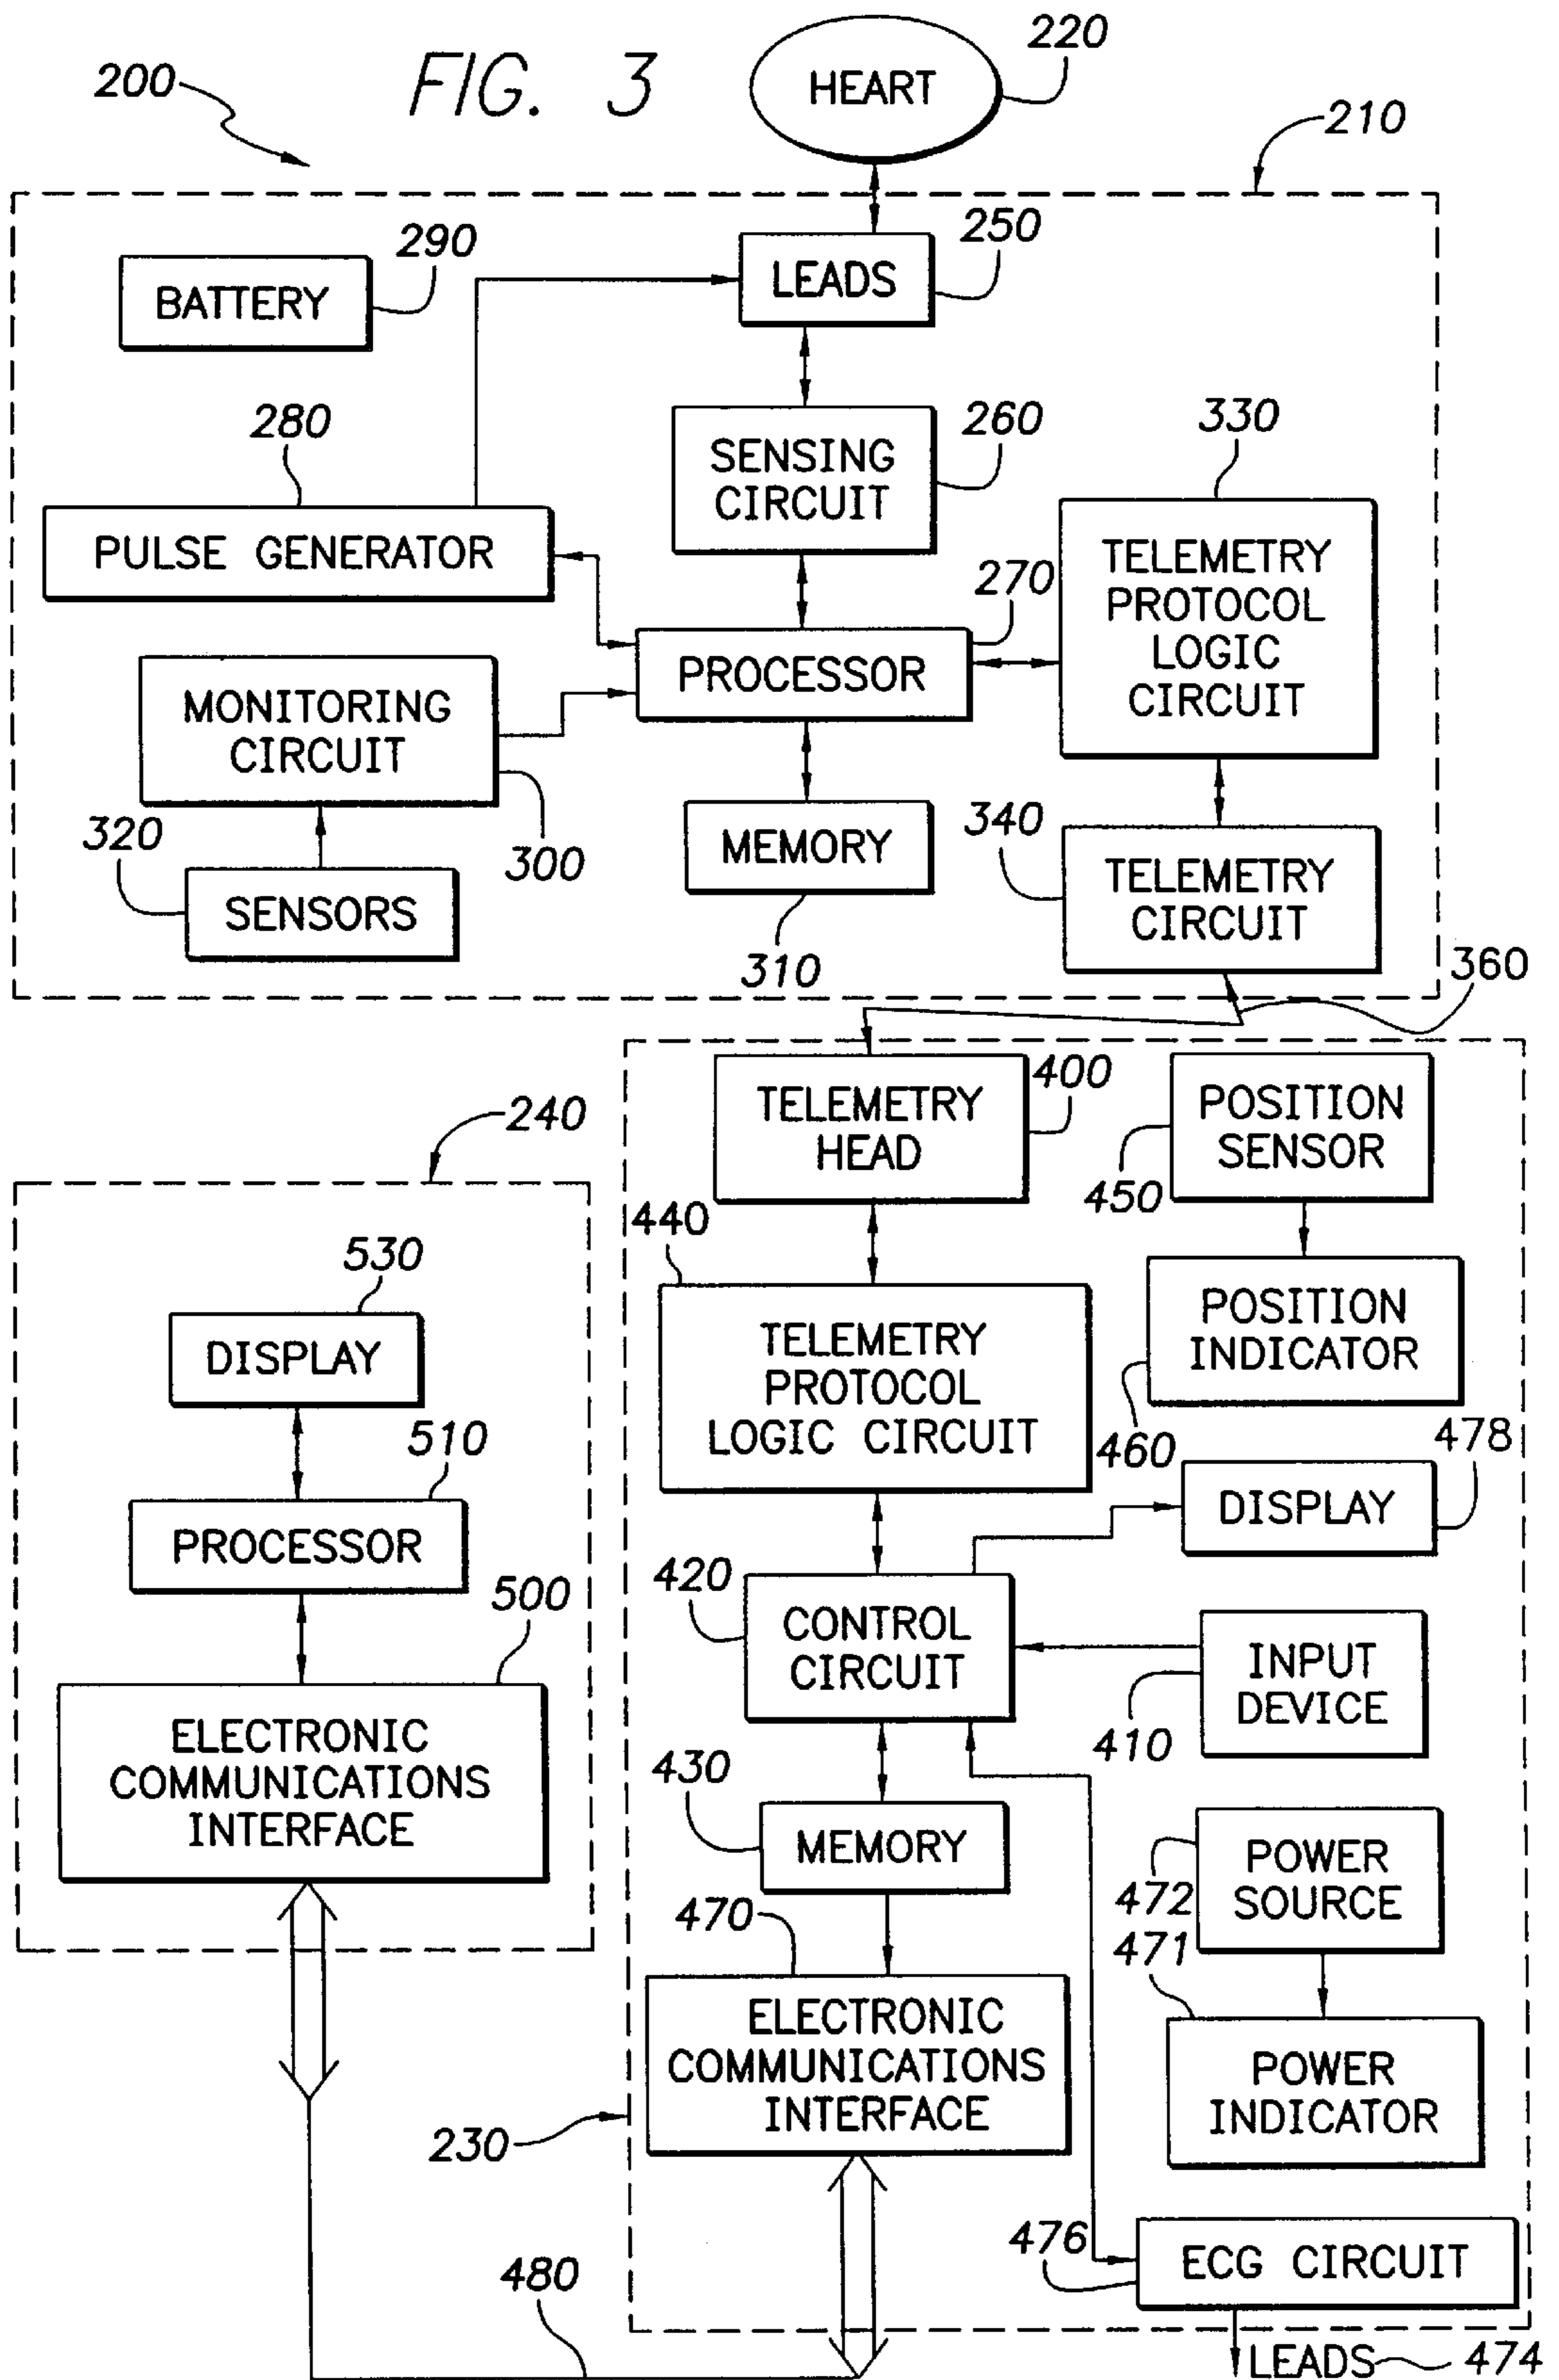 FIG. 3
200
HEART
220
210
BATTERY
290
LEADS
250
280
PULSE GENERATOR
SENSING
CIRCUIT
260
330
TELEMETRY
PROTOCOL
LOGIC
CIRCUIT
270
PROCESSOR
MONITORING
CIRCUIT
300
320
SENSORS
MEMORY
310
340
TELEMETRY
CIRCUIT
360
TELEMETRY
HEAD
400
POSITION
SENSOR
450
240
440
TELEMETRY
PROTOCOL
LOGIC CIRCUIT
POSITION
INDICATOR
460
530
DISPLAY
510
PROCESSOR
500
ELECTRONIC
COMMUNICATIONS
INTERFACE
478
DISPLAY
420
CONTROL
CIRCUIT
INPUT
DEVICE
410
430
MEMORY
POWER
SOURCE
472
471
POWER
INDICATOR
470
ELECTRONIC
COMMUNICATIONS
INTERFACE
230
476
ECG CIRCUIT
480
LEADS
474